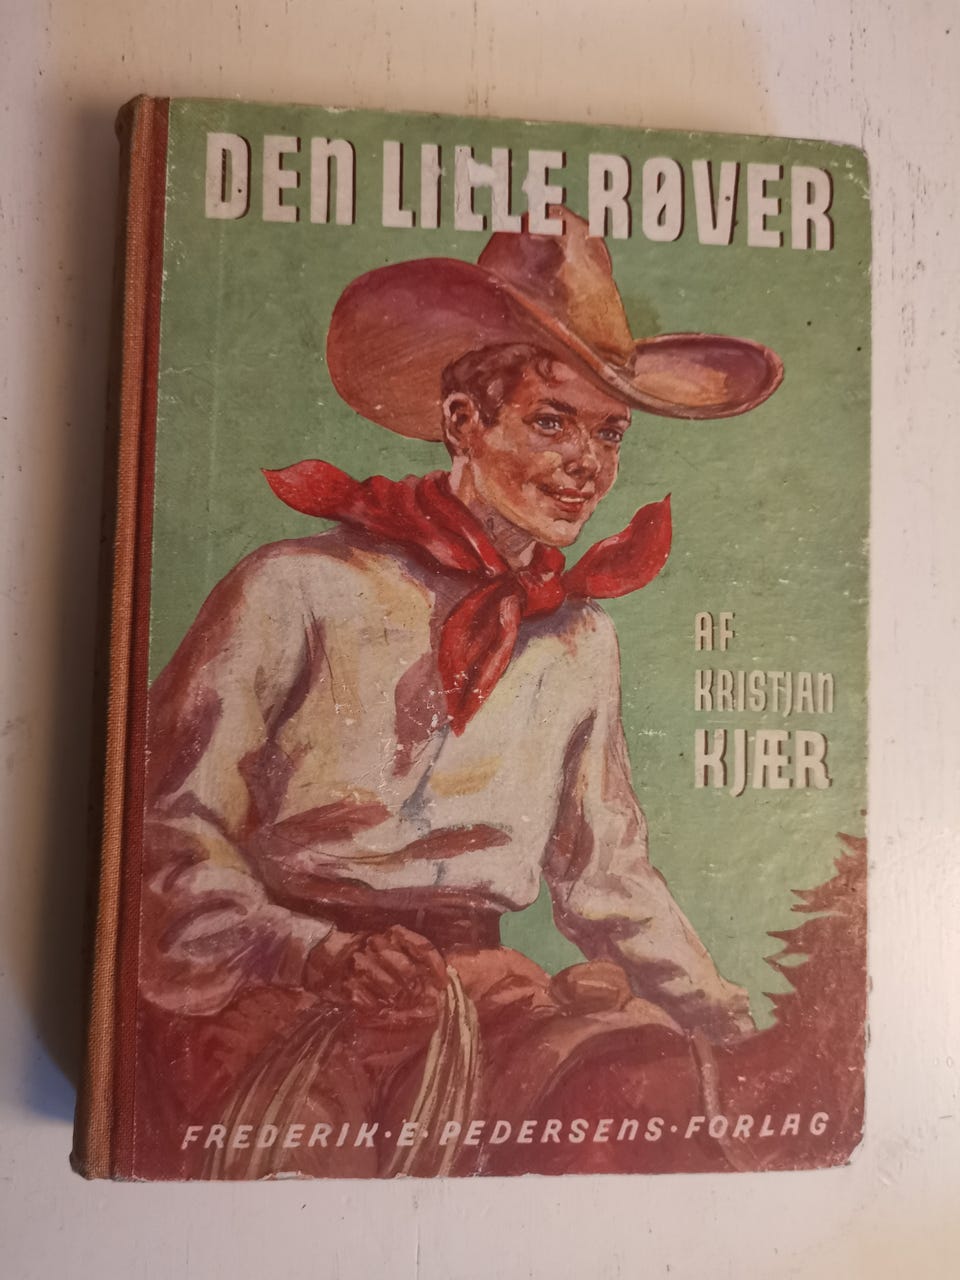 DEN LILLE RØVER
AF
KRISTJAN
KJÆR
FREDERIK·E·PEDERSENS·FORLAG